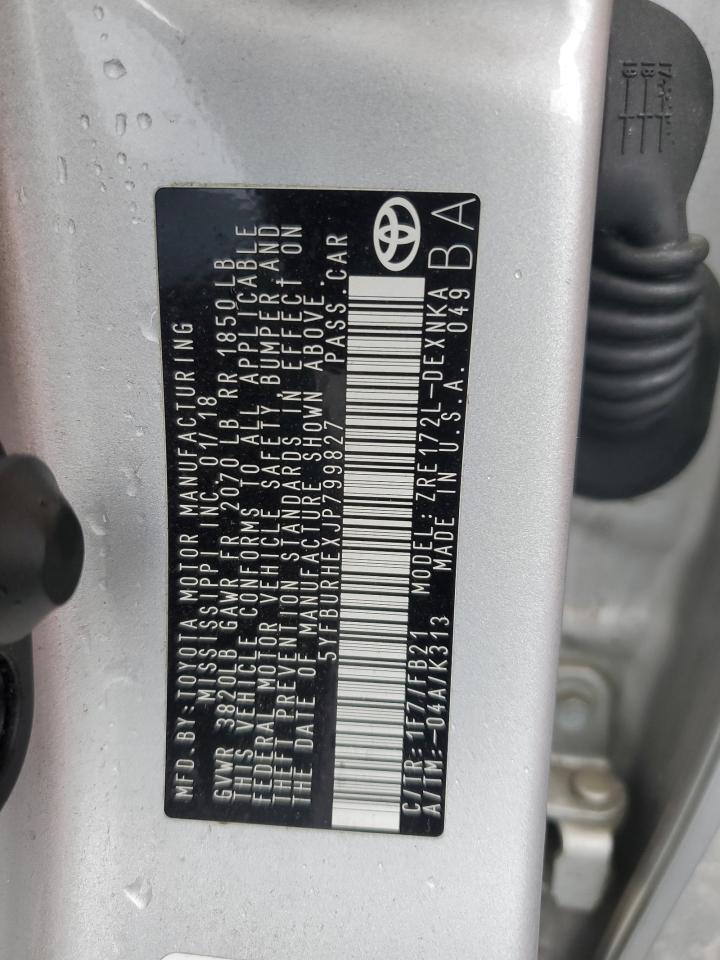 MFD.BY:TOYOTA MOTOR MANUFACTURING
MISSISSIPPI INC. 01/18
GVWR 3820LB GAWR FR 2070 LB RR 1850 LB
THIS VEHICLE CONFORMS TO ALL APPLICABLE
FEDERAL MOTOR VEHICLE SAFETY, BUMPER AND
THEFT PREVENTION STANDARDS IN EFFECT ON
THE DATE OF MANUFACTURE SHOWN ABOVE.
5YFBURHEXJP799827 PASS.CAR
C/TR:1F7/FB21 MODEL:ZRE172L-DEXNKA
A/TM:-04A/K313 MADE IN U.S.A. 049
BA
17
18
19